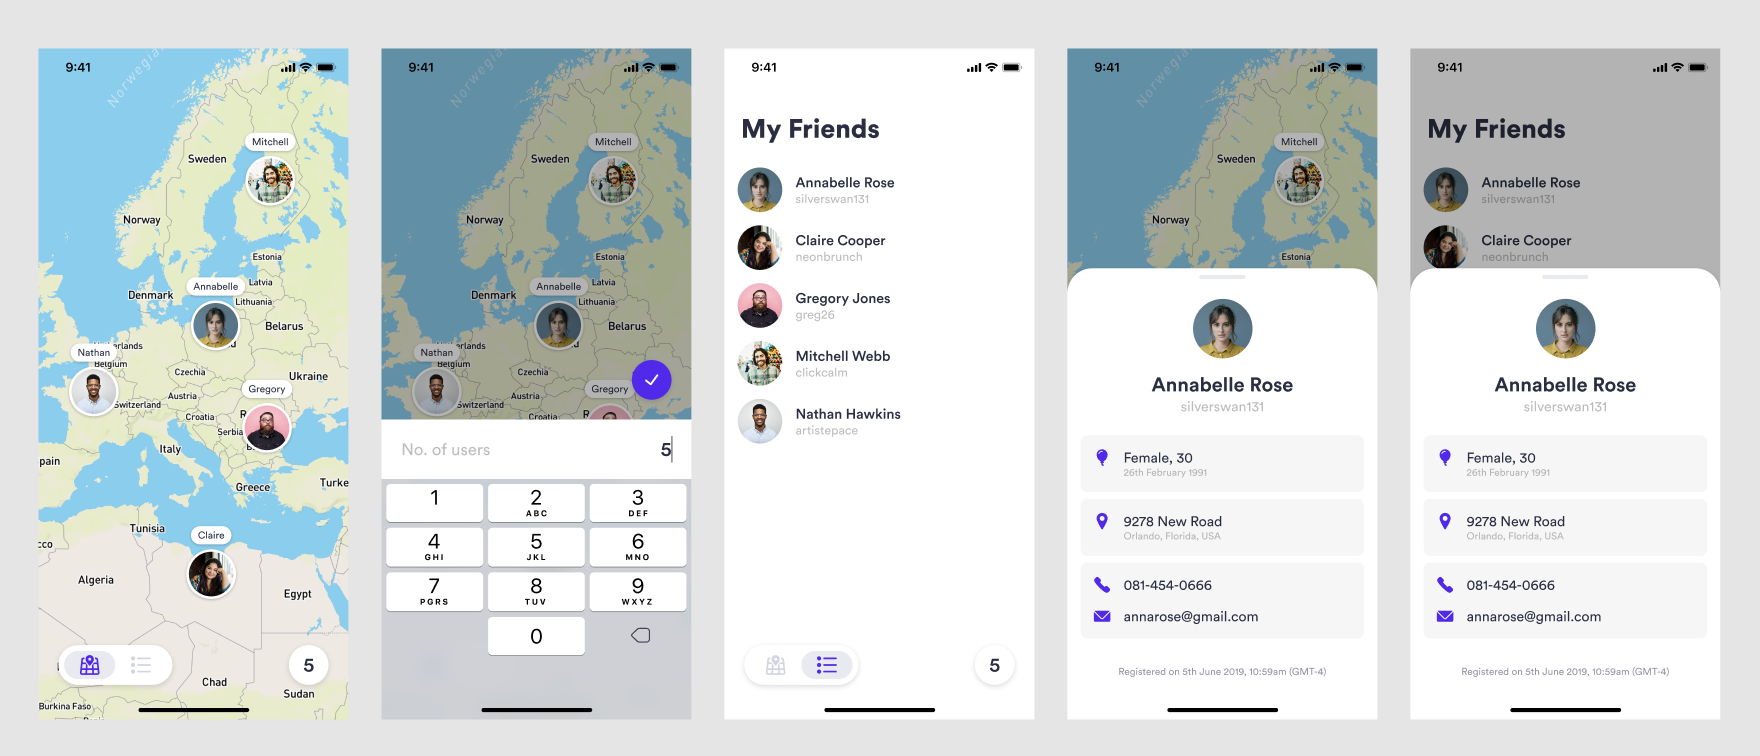 9:41
Norwegian
Mitchell
Sweden
Norway
Estonia
Annabelle
Latvia
Denmark
Lithuania
Belarus
Nathan
erlands
Belgium
Czechia
Ukraine
Gregory
Switzerland
Austria
Croatia
Serbia
Italy
pain
Greece
Turke
Tunisia
Claire
cco
Algeria
Egypt
5
Chad
Sudan
Burkina Faso
9:41
Norwegian
Mitchell
Sweden
Norway
Estonia
Annabelle
Latvia
Denmark
Lithuania
Belarus
Nathan
erlands
Belgium
Czechia
Gregory
Switzerland
Austria
Croatia
No. of users
5
1
2
ABC
3
DEF
4
GHI
5
JKL
6
MNO
7
PGRS
8
TUV
9
WXYZ
0
9:41
My Friends
Annabelle Rose
silverswan131
Claire Cooper
neonbrunch
Gregory Jones
greg26
Mitchell Webb
clickcalm
Nathan Hawkins
artistepace
5
9:41
Norwegian
Mitchell
Sweden
Norway
Estonia
Annabelle Rose
silverswan131
Female, 30
26th February 1991
9278 New Road
Orlando, Florida, USA
081-454-0666
annarose@gmail.com
Registered on 5th June 2019, 10:59am (GMT-4)
9:41
My Friends
Annabelle Rose
silverswan131
Claire Cooper
neonbrunch
Annabelle Rose
silverswan131
Female, 30
26th February 1991
9278 New Road
Orlando, Florida, USA
081-454-0666
annarose@gmail.com
Registered on 5th June 2019, 10:59am (GMT-4)